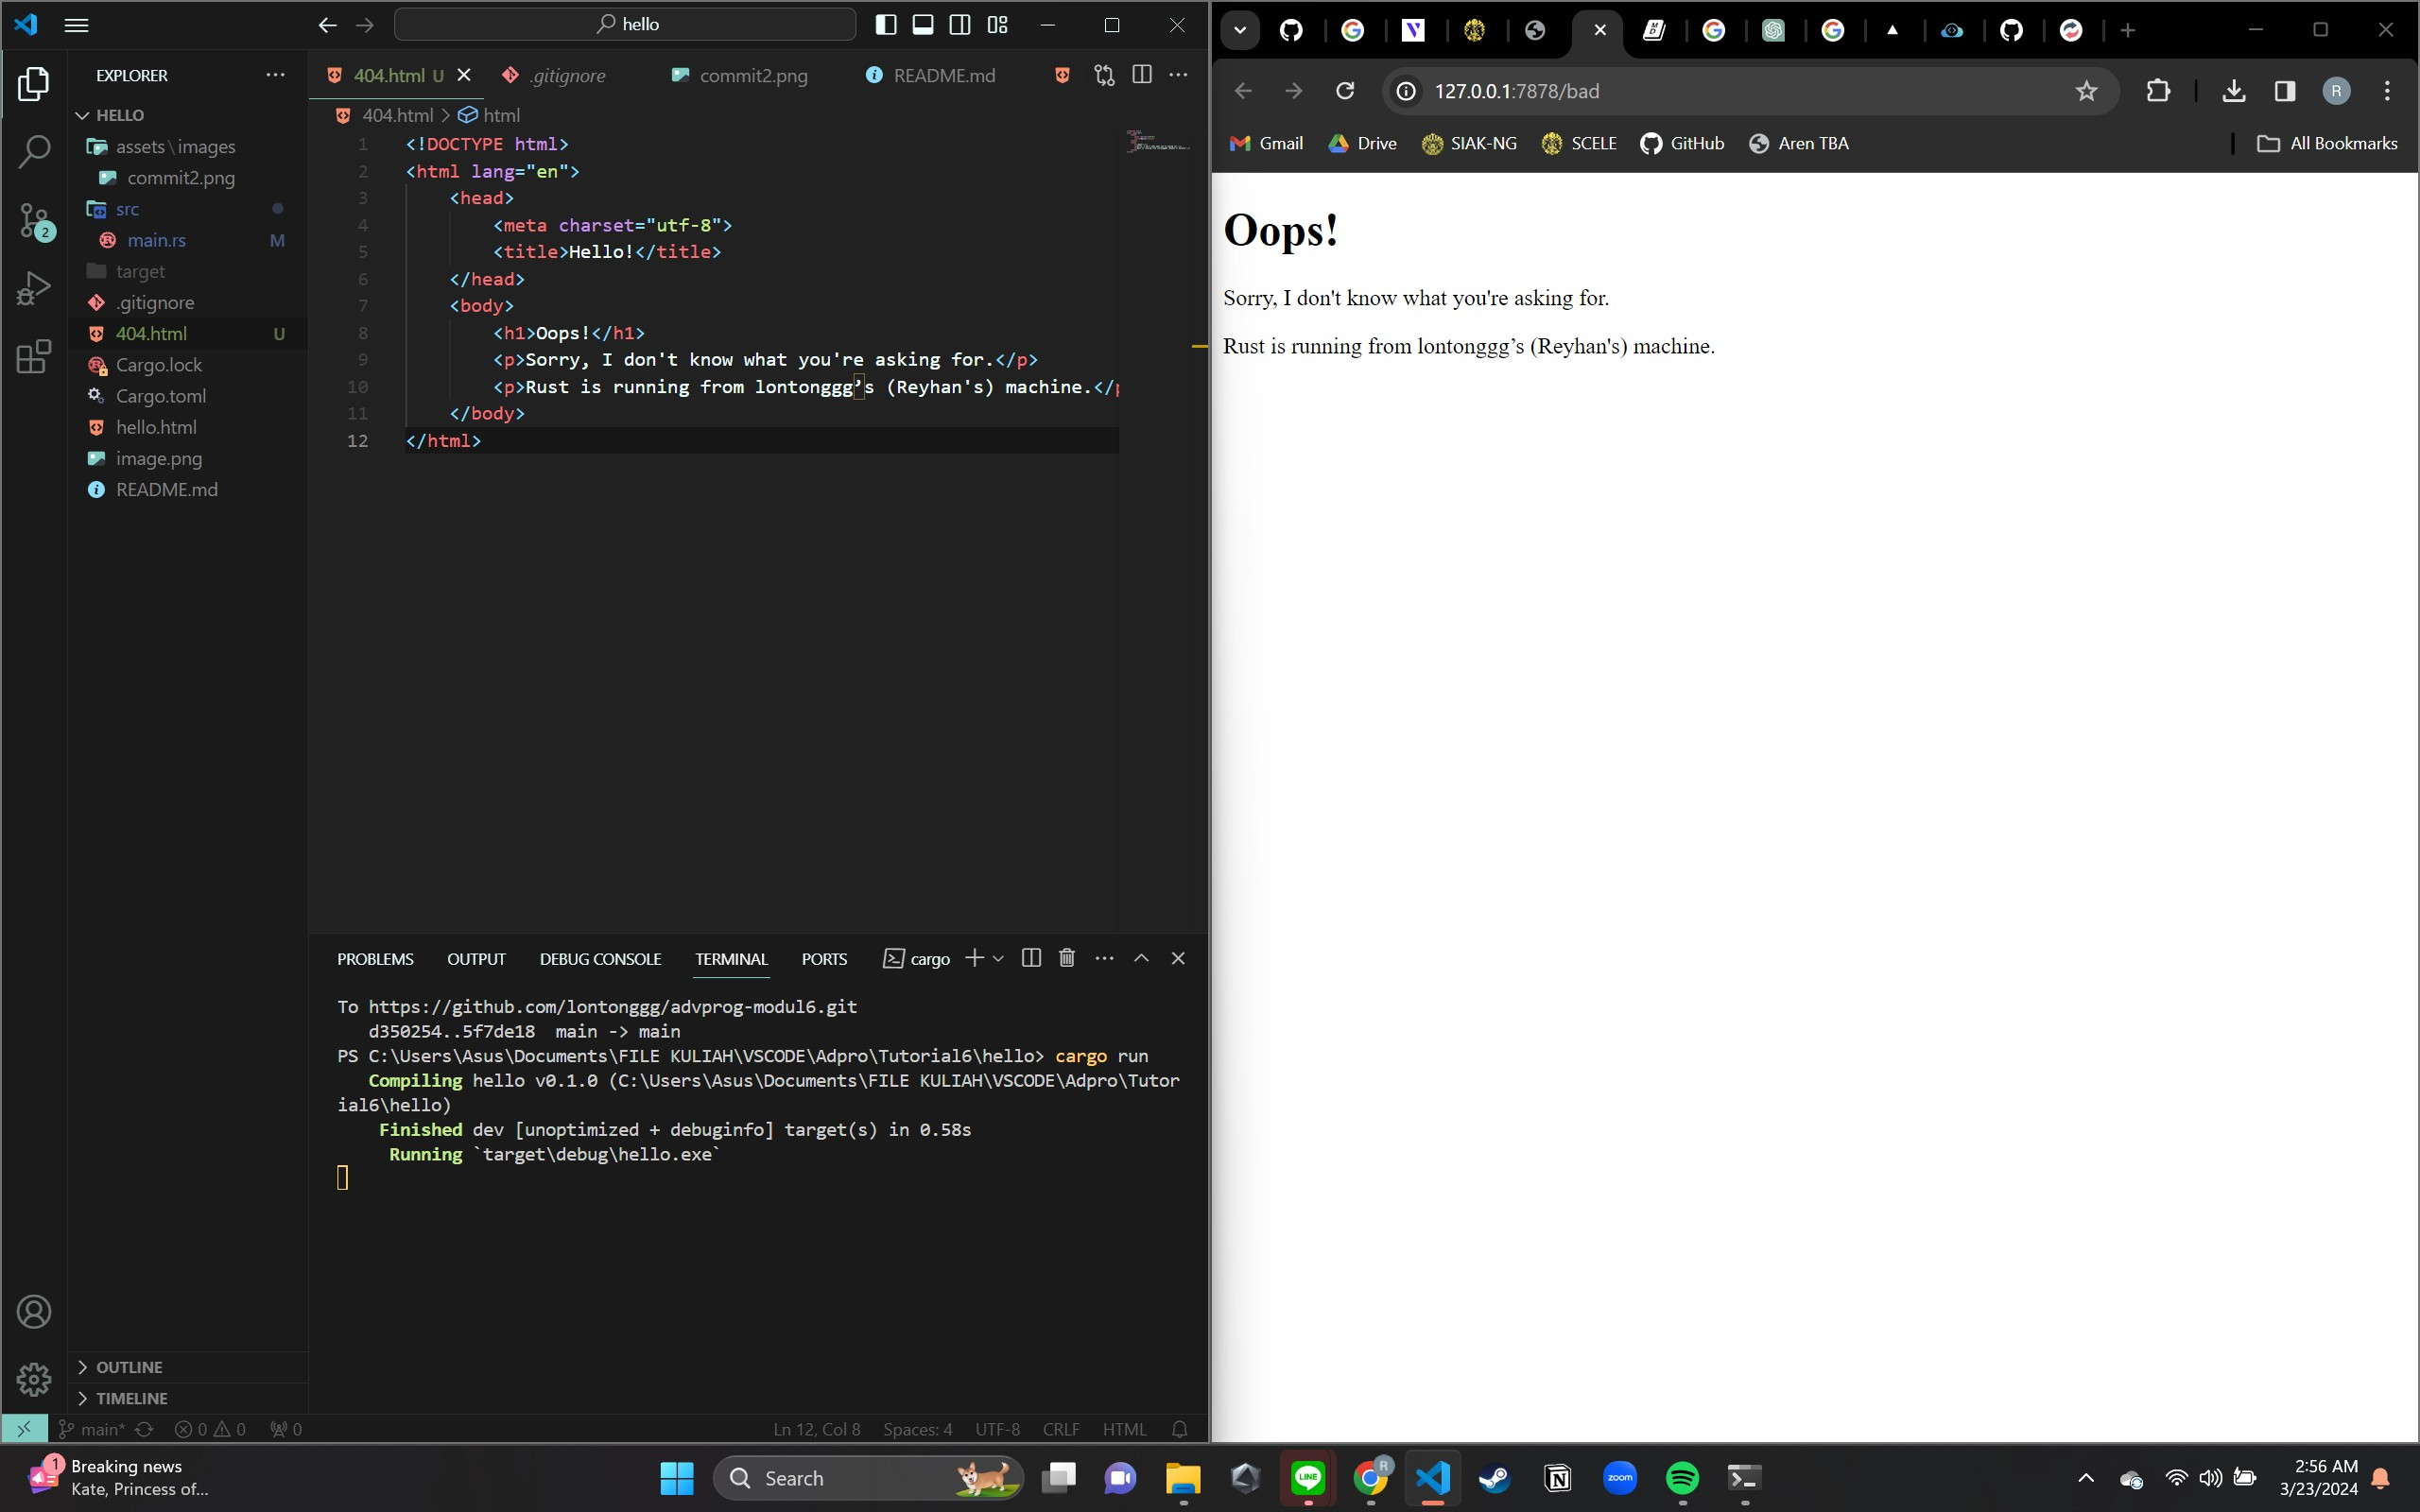 hello
EXPLORER
HELLO
assets\images
commit2.png
src
main.rs M
target
.gitignore
404.html U
Cargo.lock
Cargo.toml
hello.html
image.png
README.md
OUTLINE
TIMELINE
404.html U .gitignore commit2.png README.md
404.html > html
1 <!DOCTYPE html>
2 <html lang="en">
3 <head>
4 <meta charset="utf-8">
5 <title>Hello!</title>
6 </head>
7 <body>
8 <h1>Oops!</h1>
9 <p>Sorry, I don't know what you're asking for.</p>
10 <p>Rust is running from lontonggg’s (Reyhan's) machine.</p
11 </body>
12 </html>
PROBLEMS OUTPUT DEBUG CONSOLE TERMINAL PORTS cargo
To https://github.com/lontonggg/advprog-modul6.git
d350254..5f7de18 main -> main
PS C:\Users\Asus\Documents\FILE KULIAH\VSCODE\Adpro\Tutorial6\hello> cargo run
Compiling hello v0.1.0 (C:\Users\Asus\Documents\FILE KULIAH\VSCODE\Adpro\Tutor
ial6\hello)
Finished dev [unoptimized + debuginfo] target(s) in 0.58s
Running `target\debug\hello.exe`
2
main* 0 0 0 Ln 12, Col 8 Spaces: 4 UTF-8 CRLF HTML
127.0.0.1:7878/bad R
Gmail Drive SIAK-NG SCELE GitHub Aren TBA All Bookmarks
Oops!
Sorry, I don't know what you're asking for.
Rust is running from lontonggg’s (Reyhan's) machine.
1
Breaking news
Kate, Princess of...
Search
LINE
R
zoom
2:56 AM
3/23/2024